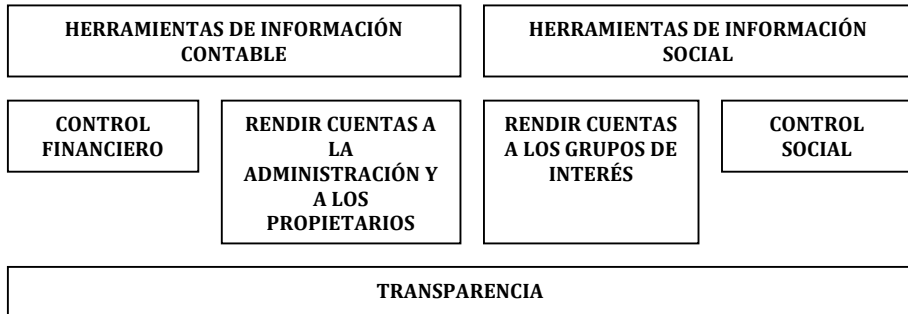 HERRAMIENTAS DE INFORMACIÓN
CONTABLE
HERRAMIENTAS DE INFORMACIÓN
SOCIAL
CONTROL
FINANCIERO
RENDIR CUENTAS A
LA
ADMINISTRACIÓN Y
A LOS
PROPIETARIOS
RENDIR CUENTAS
A LOS GRUPOS DE
INTERÉS
CONTROL
SOCIAL
TRANSPARENCIA